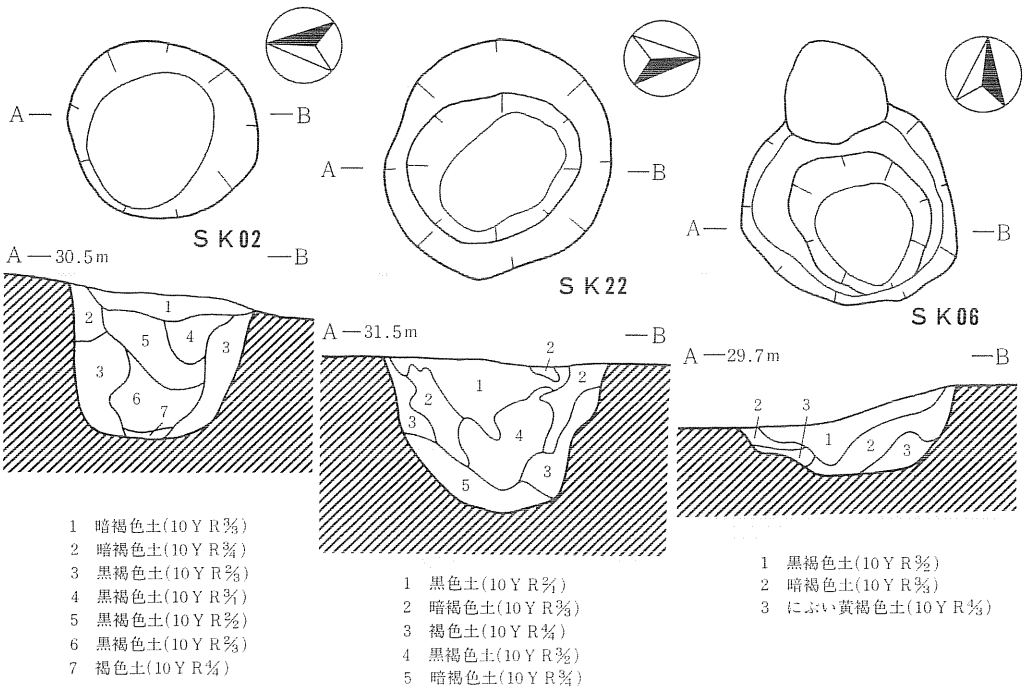 A — — B
SK02
A —30.5m — B
1
2
5
4
3
3
6
7
1 暗褐色土(10YR3/3)
2 暗褐色土(10YR3/4)
3 黒褐色土(10YR2/3)
4 黒褐色土(10YR3/1)
5 黒褐色土(10YR2/2)
6 黒褐色土(10YR2/3)
7 褐色土(10YR4/4)
A — — B
SK22
A —31.5m — B
2
1
2
2
3
4
3
5
1 黒色土(10YR2/1)
2 暗褐色土(10YR3/3)
3 褐色土(10YR4/4)
4 黒褐色土(10YR3/2)
5 暗褐色土(10YR3/4)
A — — B
SK06
A —29.7m — B
2
3
1
2
3
1 黒褐色土(10YR3/2)
2 暗褐色土(10YR3/3)
3 にぶい黄褐色土(10YR4/3)